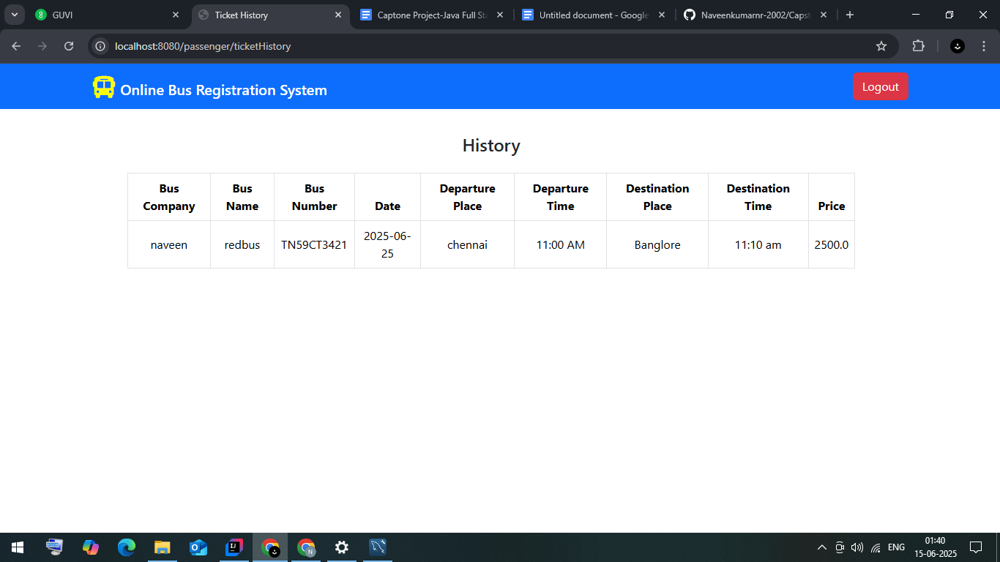 GUVI
Ticket History
Captone Project-Java Full Sta
Untitled document - Google
Naveenkumarnr-2002/Capst
localhost:8080/passenger/ticketHistory
Online Bus Registration System
Logout
History
Bus Company Bus Name Bus Number Date Departure Place Departure Time Destination Place Destination Time Price
naveen redbus TN59CT3421 2025-06-25 chennai 11:00 AM Banglore 11:10 am 2500.0
N
ENG
01:40
15-06-2025